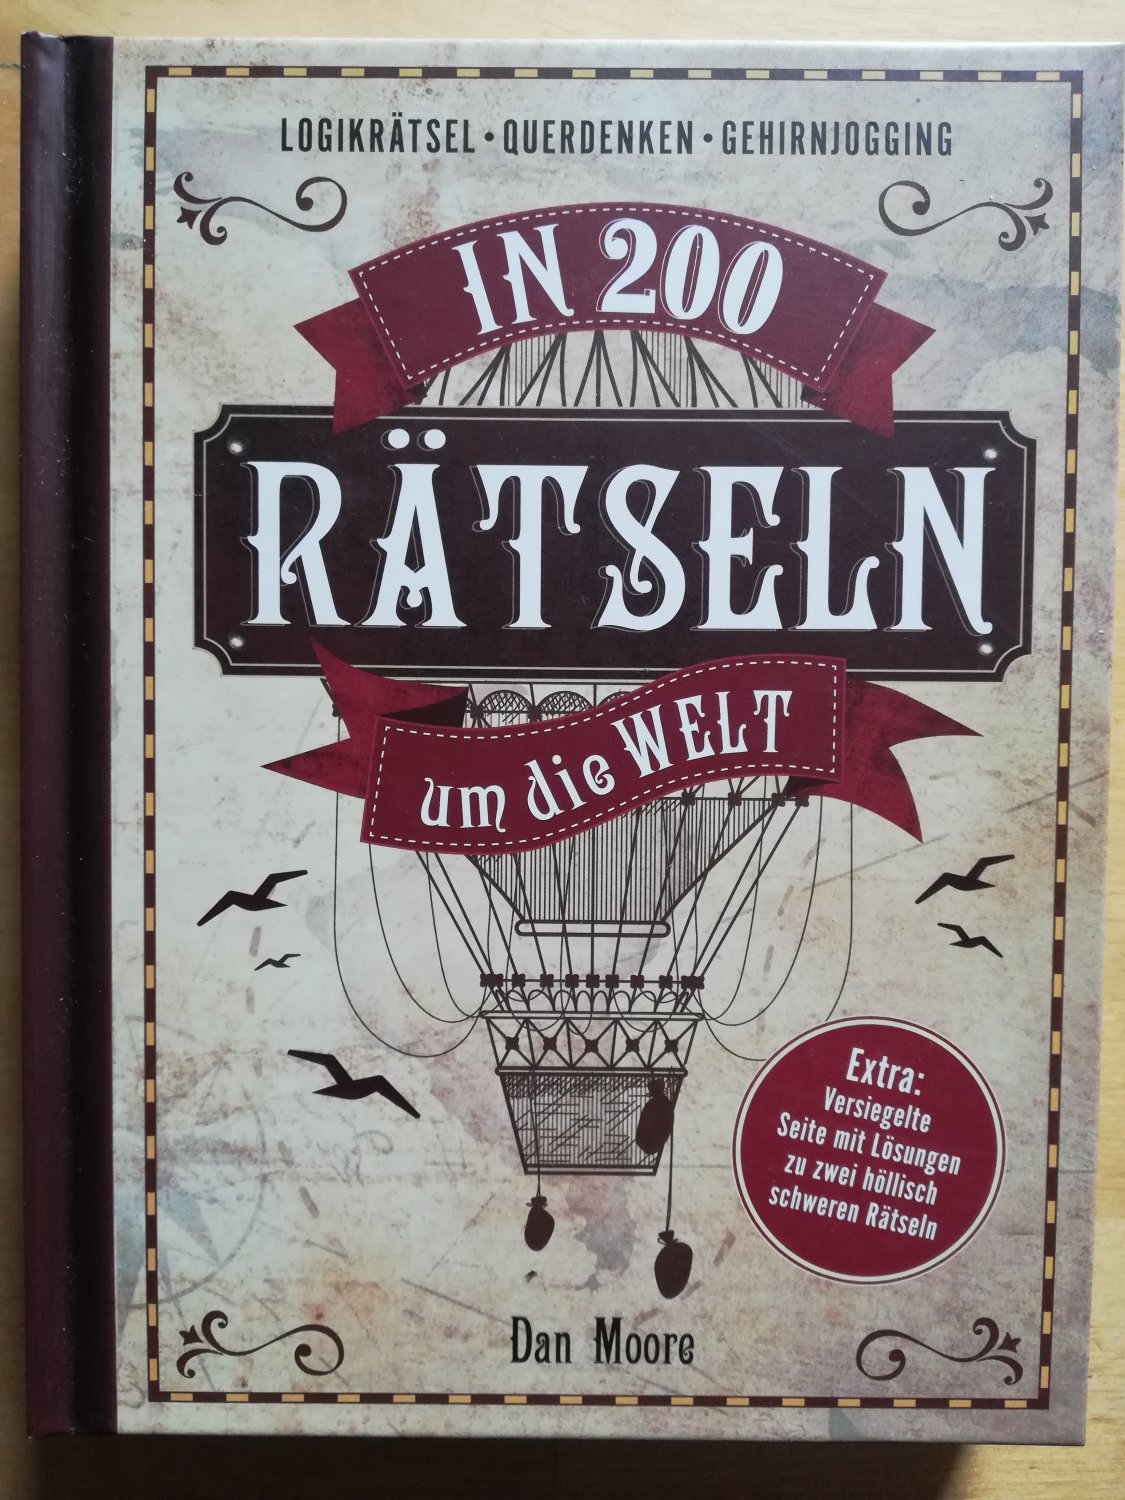 LOGIKRÄTSEL • QUERDENKEN • GEHIRNJOGGING
IN 200
RÄTSELN
um die WELT
Extra:
Versiegelte
Seite mit Lösungen
zu zwei höllisch
schweren Rätseln
Dan Moore